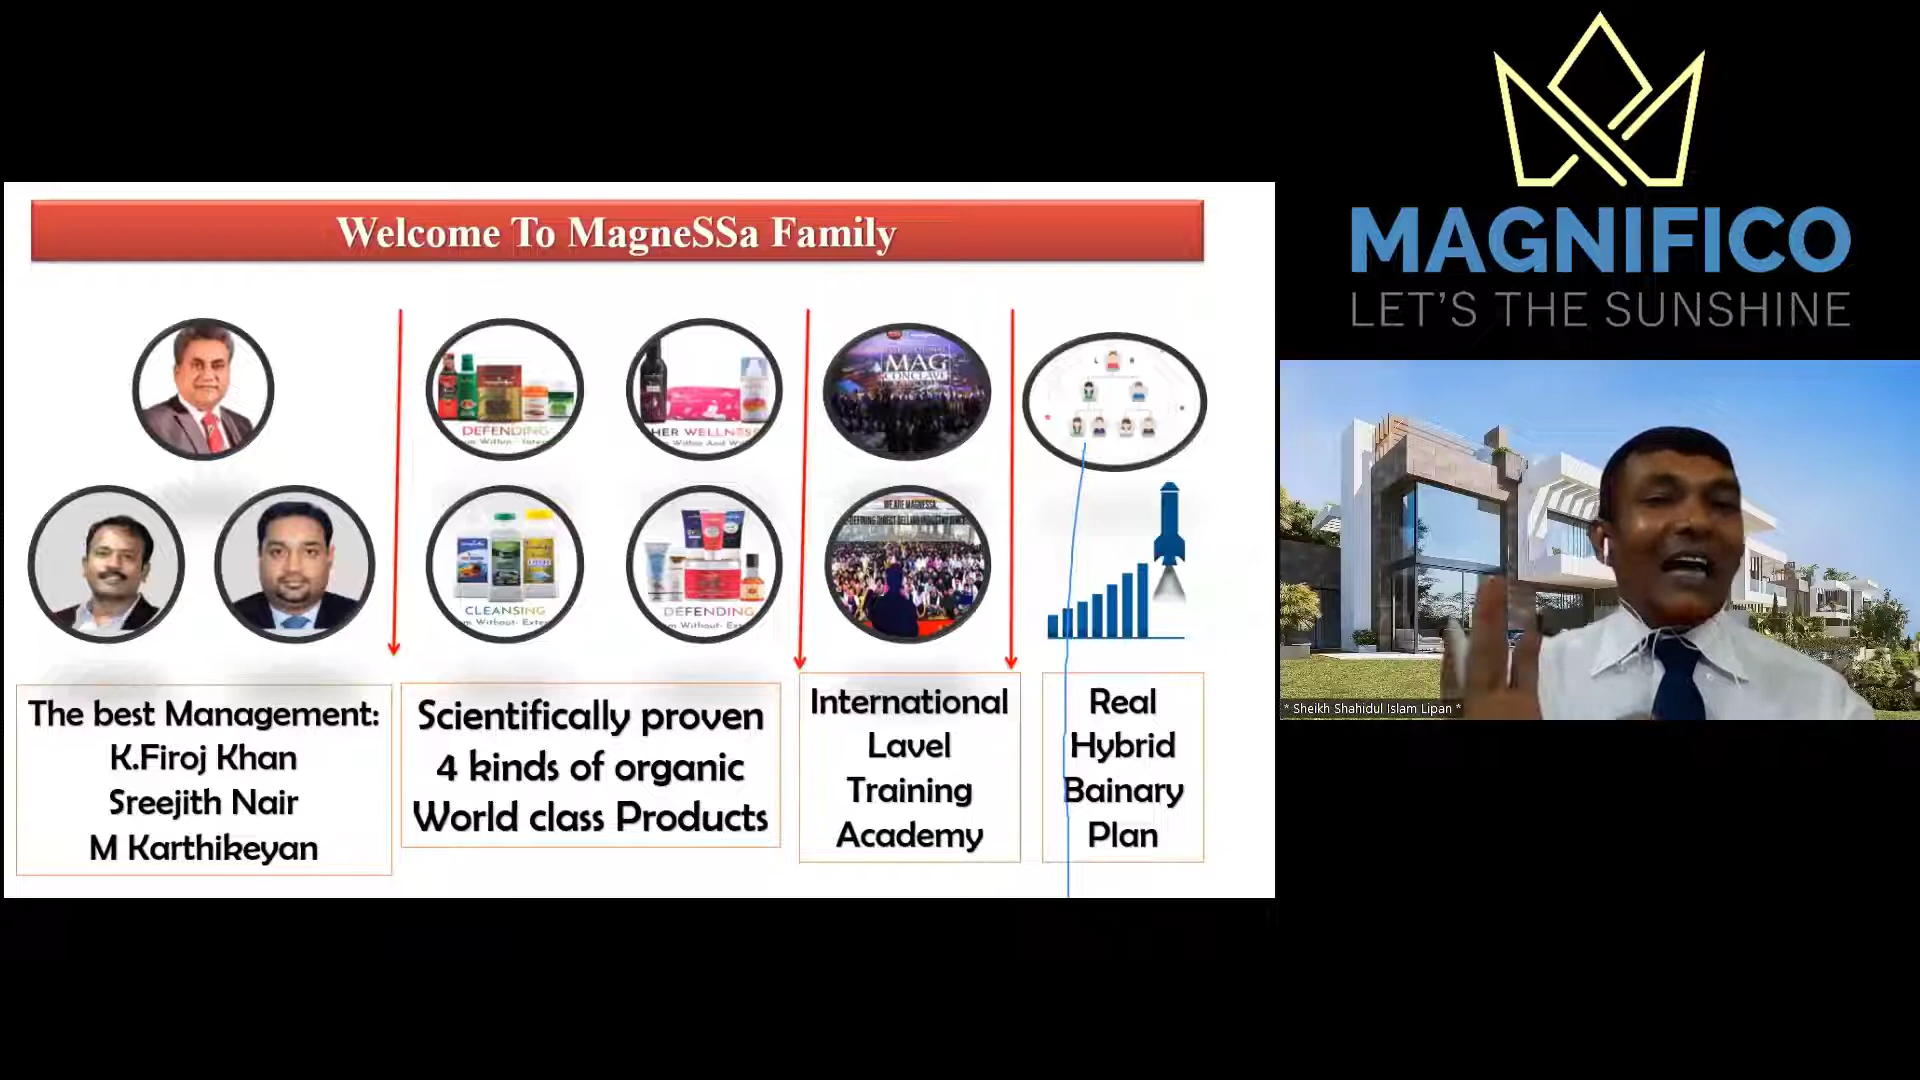 Welcome To MagneSSa Family
MAGNIFICO
LET'S THE SUNSHINE
DEFENDING
HER WELLNESS
MAG
CONCLAVE
L R
CLEANSING
DEFENDING
WE ARE MAGNESSA,
The best Management:
K.Firoj Khan
Sreejith Nair
M Karthikeyan
Scientifically proven
4 kinds of organic
World class Products
International
Lavel
Training
Academy
Real
Hybrid
Bainary
Plan
* Sheikh Shahidul Islam Lipan *